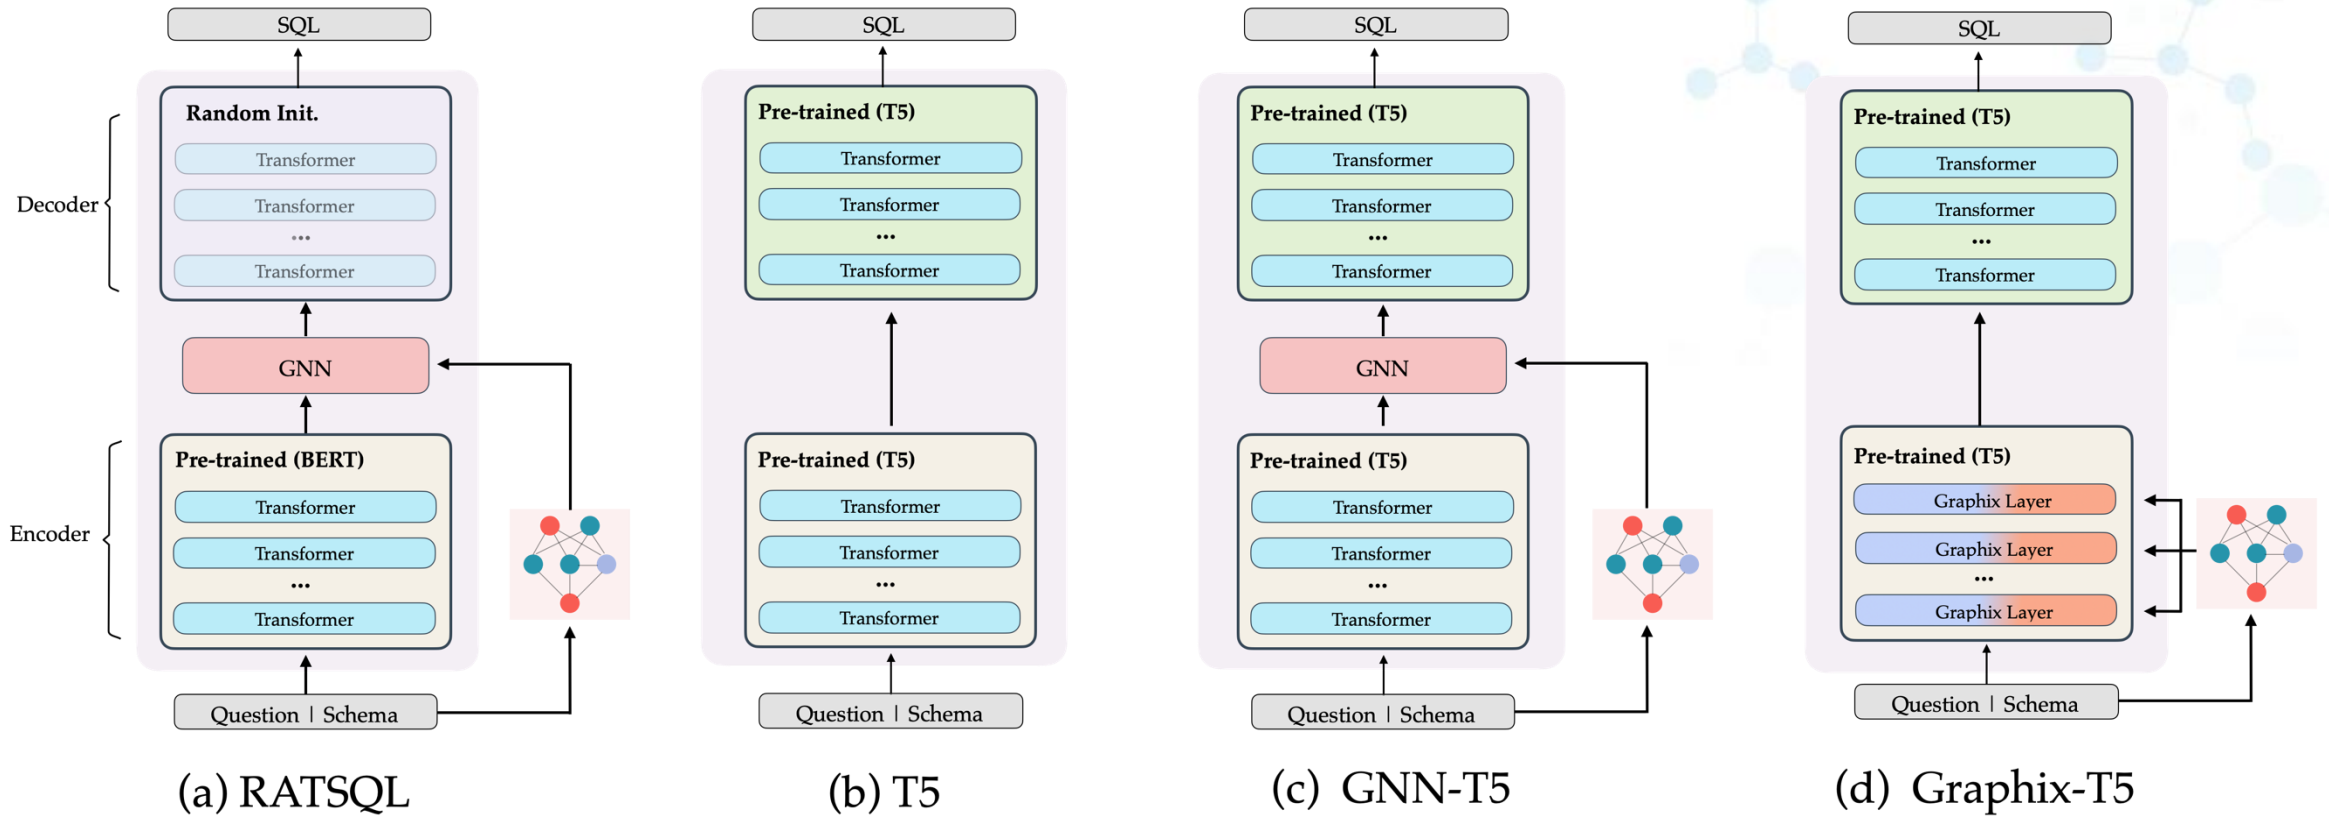 SQL
Random Init.
Transformer
Transformer
...
Transformer
Decoder
GNN
Pre-trained (BERT)
Transformer
Transformer
...
Transformer
Encoder
Question | Schema
(a) RATSQL
SQL
Pre-trained (T5)
Transformer
Transformer
...
Transformer
Pre-trained (T5)
Transformer
Transformer
...
Transformer
Question | Schema
(b) T5
SQL
Pre-trained (T5)
Transformer
Transformer
...
Transformer
GNN
Pre-trained (T5)
Transformer
Transformer
...
Transformer
Question | Schema
(c) GNN-T5
SQL
Pre-trained (T5)
Transformer
Transformer
...
Transformer
Pre-trained (T5)
Graphix Layer
Graphix Layer
...
Graphix Layer
Question | Schema
(d) Graphix-T5